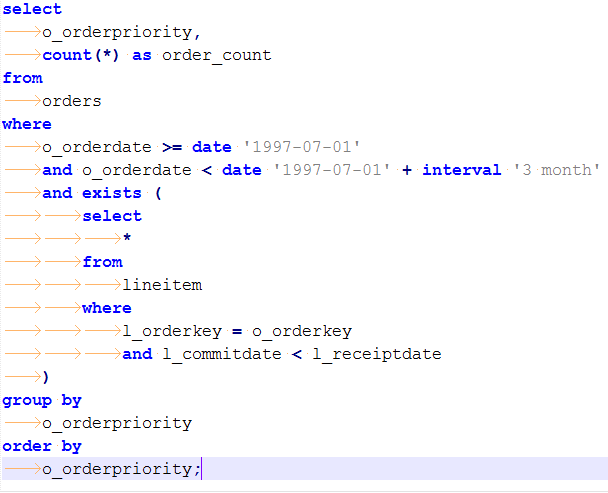 select
	o_orderpriority,
	count(*) as order_count
from
	orders
where
	o_orderdate >= date '1997-07-01'
	and o_orderdate < date '1997-07-01' + interval '3 month'
	and exists (
		select
			*
		from
			lineitem
		where
			l_orderkey = o_orderkey
			and l_commitdate < l_receiptdate
	)
group by
	o_orderpriority
order by
	o_orderpriority;